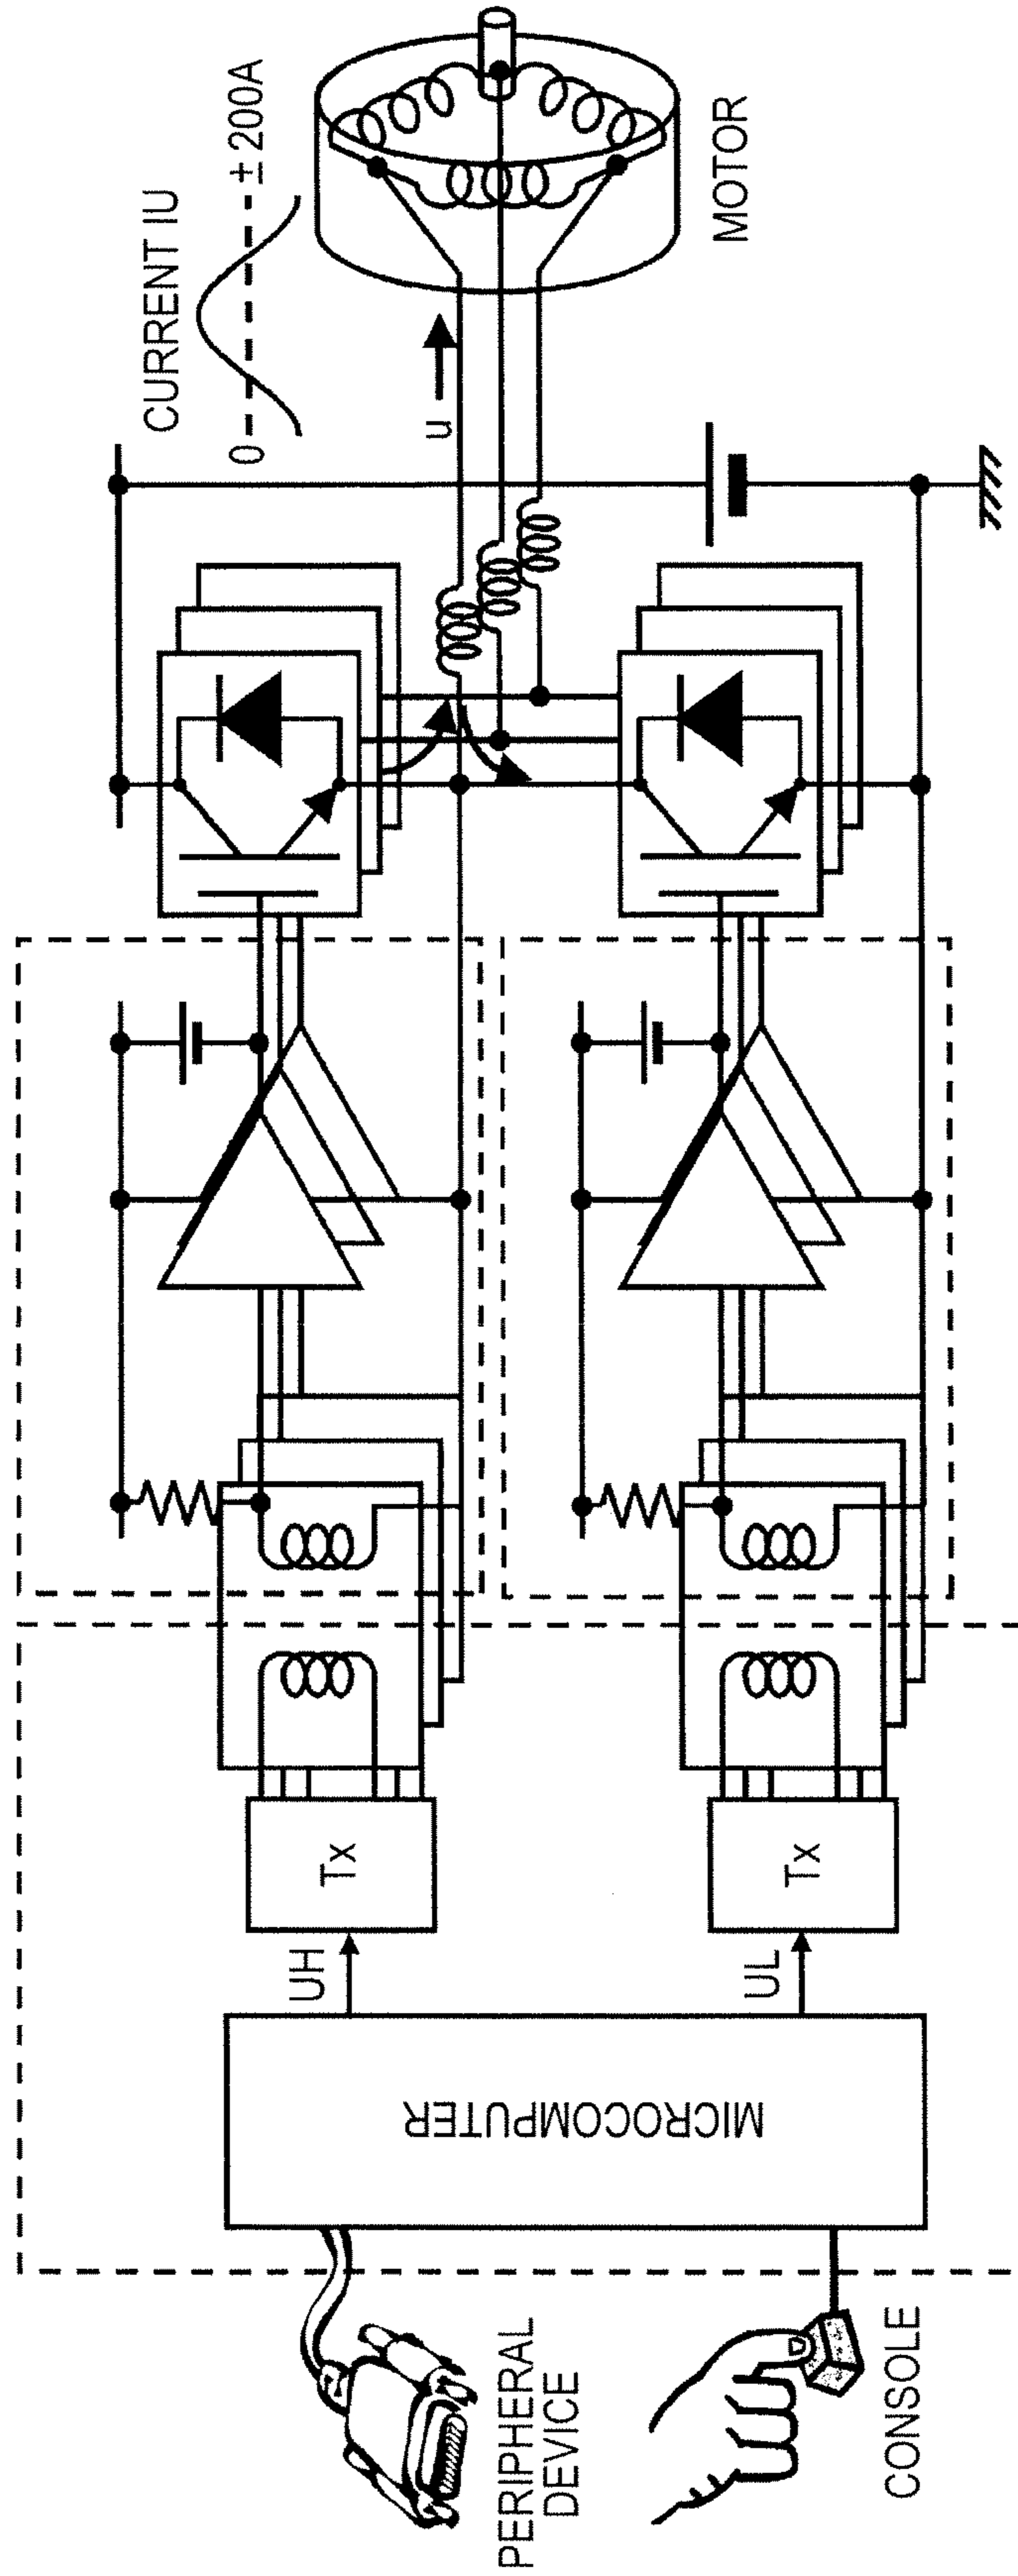 PERIPHERAL
DEVICE
CONSOLE
MICROCOMPUTER
UH
UL
Tx
Tx
CURRENT IU
0
± 200A
u
MOTOR